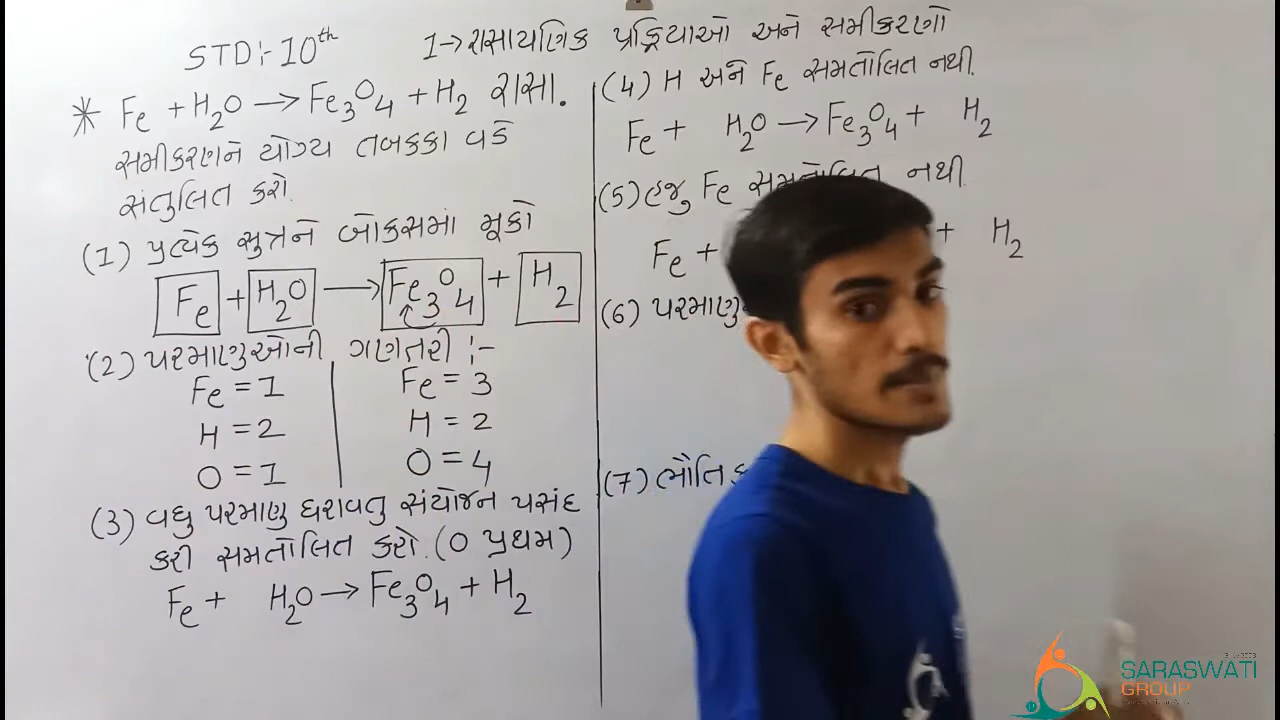 STD:- 10th
1→ રાસાયણિક પ્રક્રિયાઓ અને સમીકરણો
* Fe + H2O → Fe3O4 + H2 રાસા.
સમીકરણને યોગ્ય તબક્કા વડે
સંતુલિત કરો.
(1) પ્રત્યેક સુત્રને બોક્સમાં મૂકો
Fe + H2O → Fe3O4 + H2
(2) પરમાણુઓની ગણતરી :-
Fe = 1 Fe = 3
H = 2 H = 2
O = 1 O = 4
(3) વધુ પરમાણુ ધરાવતુ સંયોજન પસંદ
કરી સમતોલિત કરો. (O પ્રથમ)
Fe + H2O → Fe3O4 + H2
(4) H અને Fe સમતોલિત નથી.
Fe + H2O → Fe3O4 + H2
(5) હજુ Fe સમતોલિત નથી
Fe + + H2
(6) પરમાણુ
(7) ભૌતિક
SARASWATI
GROUP